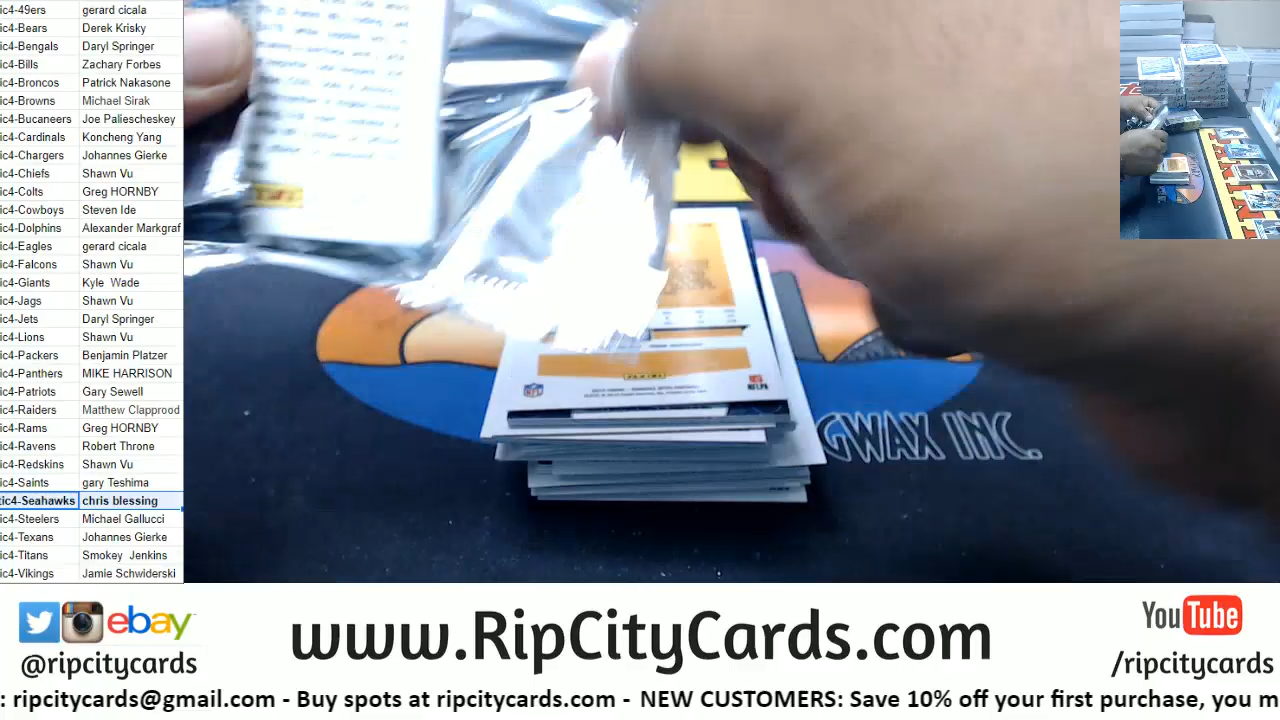 ic4-49ers gerard cicala
ic4-Bears Derek Krisky
ic4-Bengals Daryl Springer
ic4-Bills Zachary Forbes
ic4-Broncos Patrick Nakasone
ic4-Browns Michael Sirak
ic4-Bucaneers Joe Paliescheskey
ic4-Cardinals Koncheng Yang
ic4-Chargers Johannes Gierke
ic4-Chiefs Shawn Vu
ic4-Colts Greg HORNBY
ic4-Cowboys Steven Ide
ic4-Dolphins Alexander Markgraf
ic4-Eagles gerard cicala
ic4-Falcons Shawn Vu
ic4-Giants Kyle Wade
ic4-Jags Shawn Vu
ic4-Jets Daryl Springer
ic4-Lions Shawn Vu
ic4-Packers Benjamin Platzer
ic4-Panthers MIKE HARRISON
ic4-Patriots Gary Sewell
ic4-Raiders Matthew Clapprood
ic4-Rams Greg HORNBY
ic4-Ravens Robert Throne
ic4-Redskins Shawn Vu
ic4-Saints gary Teshima
tic4-Seahawks chris blessing
ic4-Steelers Michael Gallucci
ic4-Texans Johannes Gierke
ic4-Titans Smokey Jenkins
ic4-Vikings Jamie Schwiderski
PANINI
NFL
NFLPA
GWAX INC.
ebay
@ripcitycards
www.RipCityCards.com
YouTube
/ripcitycards
: ripcitycards@gmail.com - Buy spots at ripcitycards.com - NEW CUSTOMERS: Save 10% off your first purchase, you m